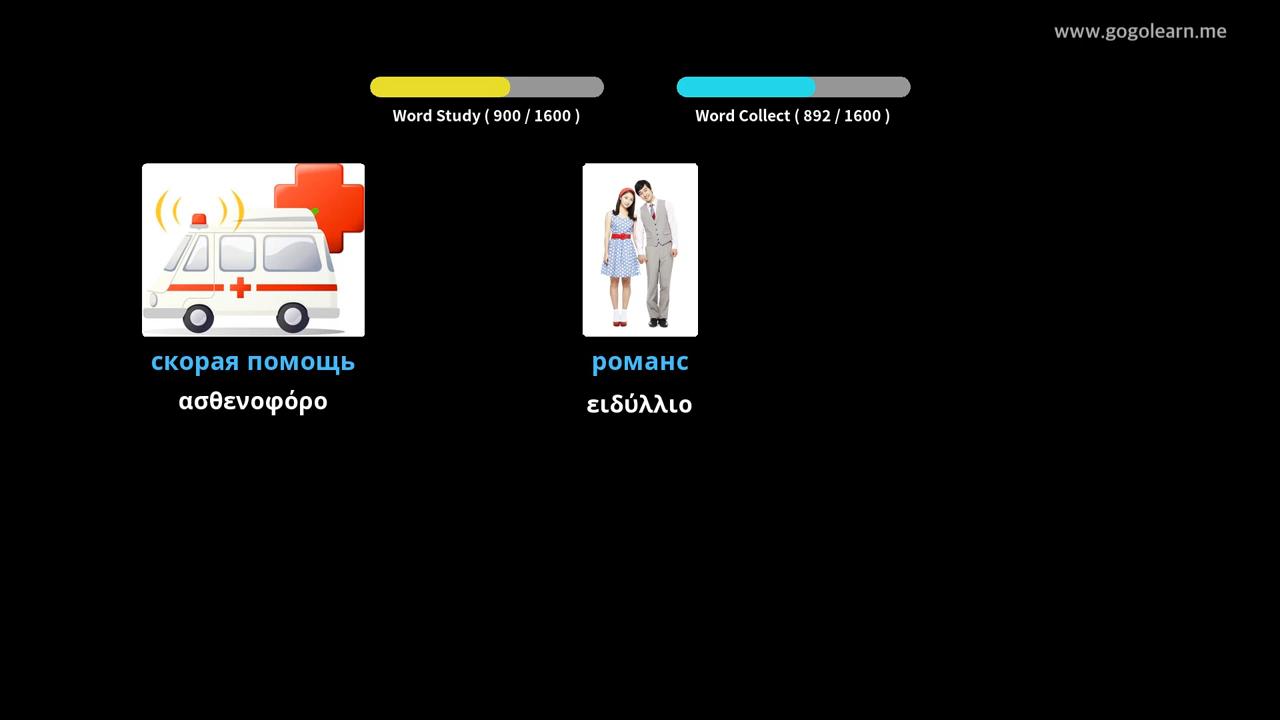 www.gogolearn.me
Word Study ( 900 / 1600 )
Word Collect ( 892 / 1600 )
скорая помощь
ασθενοφόρο
романс
ειδύλλιο